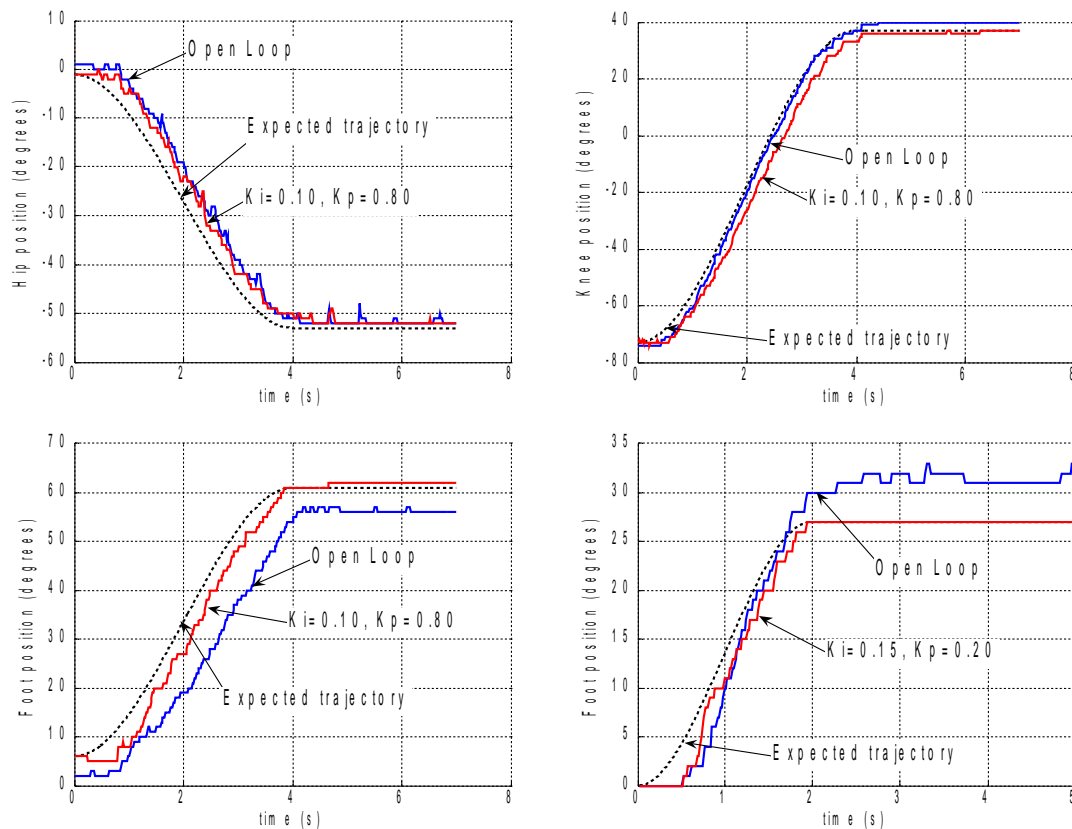 10
0
-10
-20
-30
-40
-50
-60
0
2
4
6
8
time (s)
Hip position (degrees)
Open Loop
Expected trajectory
Ki=0.10, Kp=0.80
40
20
0
-20
-40
-60
-80
0
2
4
6
8
time (s)
Knee position (degrees)
Open Loop
Ki=0.10, Kp=0.80
Expected trajectory
70
60
50
40
30
20
10
0
0
2
4
6
8
time (s)
Foot position (degrees)
Open Loop
Ki=0.10, Kp=0.80
Expected trajectory
35
30
25
20
15
10
5
0
0
1
2
3
4
5
time (s)
Foot position (degrees)
Open Loop
Ki=0.15, Kp=0.20
Expected trajectory